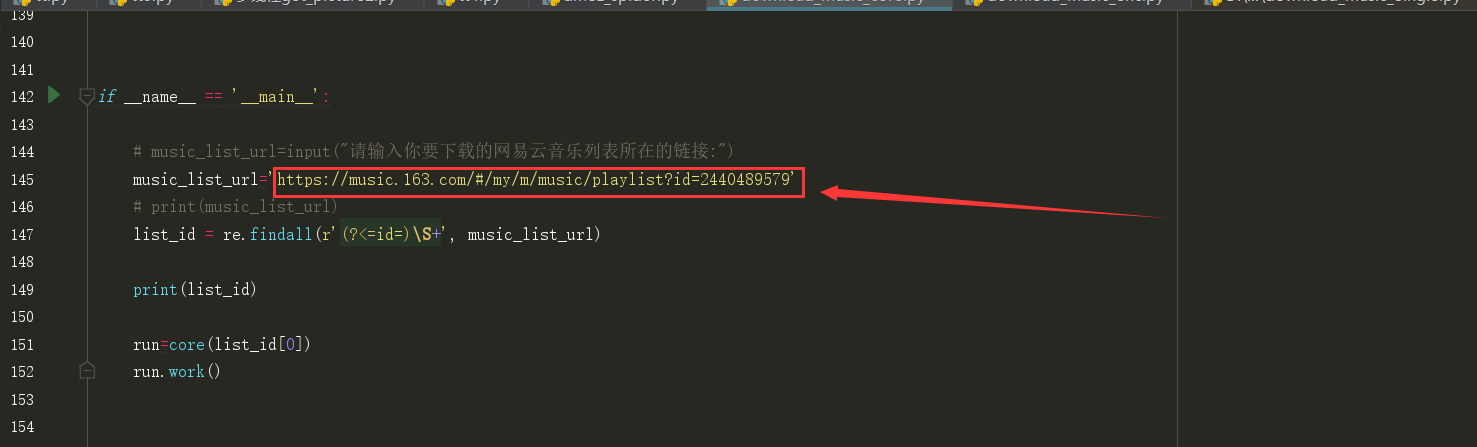 139
140
141
142 if __name__ == '__main__':
143
144 # music_list_url=input("请输入你要下载的网易云音乐列表所在的链接:")
145 music_list_url='https://music.163.com/#/my/m/music/playlist?id=2440489579'
146 # print(music_list_url)
147 list_id = re.findall(r'(?<=id=)\S+', music_list_url)
148
149 print(list_id)
150
151 run=core(list_id[0])
152 run.work()
153
154